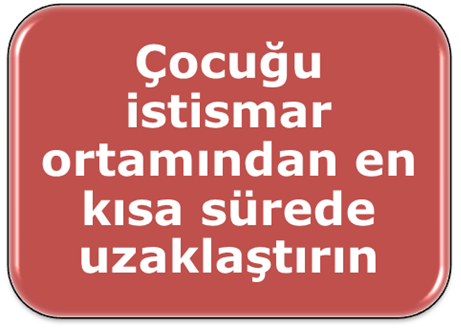 Çocuğu
istismar
ortamından en
kısa sürede
uzaklaştırın